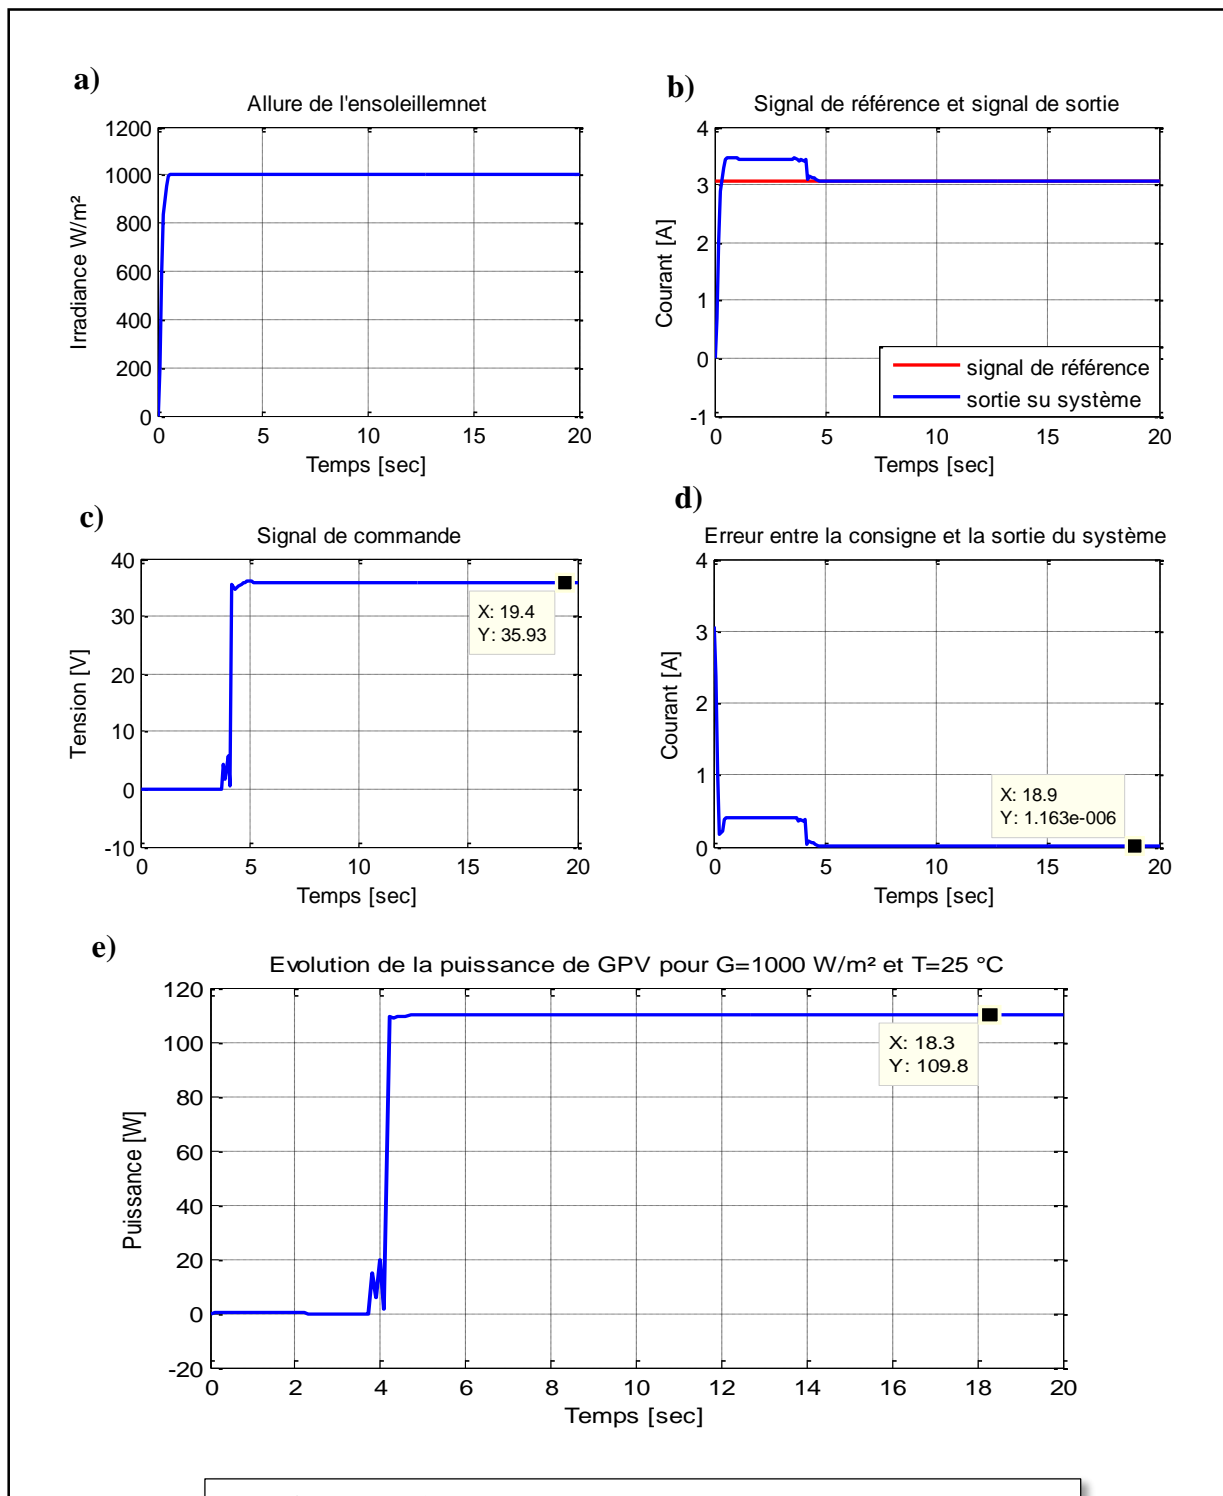 a)
Allure de l'ensoleillemnet
1200
1000
800
600
400
200
0
0 5 10 15 20
Irradiance W/m²
Temps [sec]
b)
Signal de référence et signal de sortie
4
3
2
1
0
-1
0 5 10 15 20
Courant [A]
Temps [sec]
signal de référence
sortie su système
c)
Signal de commande
40
30
20
10
0
-10
0 5 10 15 20
Tension [V]
Temps [sec]
X: 19.4
Y: 35.93
d)
Erreur entre la consigne et la sortie du système
4
3
2
1
0
0 5 10 15 20
Courant [A]
Temps [sec]
X: 18.9
Y: 1.163e-006
e)
Evolution de la puissance de GPV pour G=1000 W/m² et T=25 °C
120
100
80
60
40
20
0
-20
0 2 4 6 8 10 12 14 16 18 20
Puissance [W]
Temps [sec]
X: 18.3
Y: 109.8